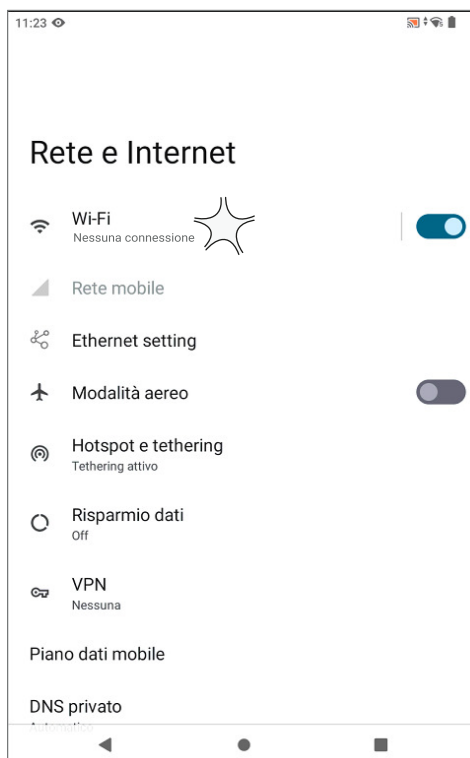 11:23
Rete e Internet
Wi-Fi
Nessuna connessione
Rete mobile
Ethernet setting
Modalità aereo
Hotspot e tethering
Tethering attivo
Risparmio dati
Off
VPN
Nessuna
Piano dati mobile
DNS privato
Automatico